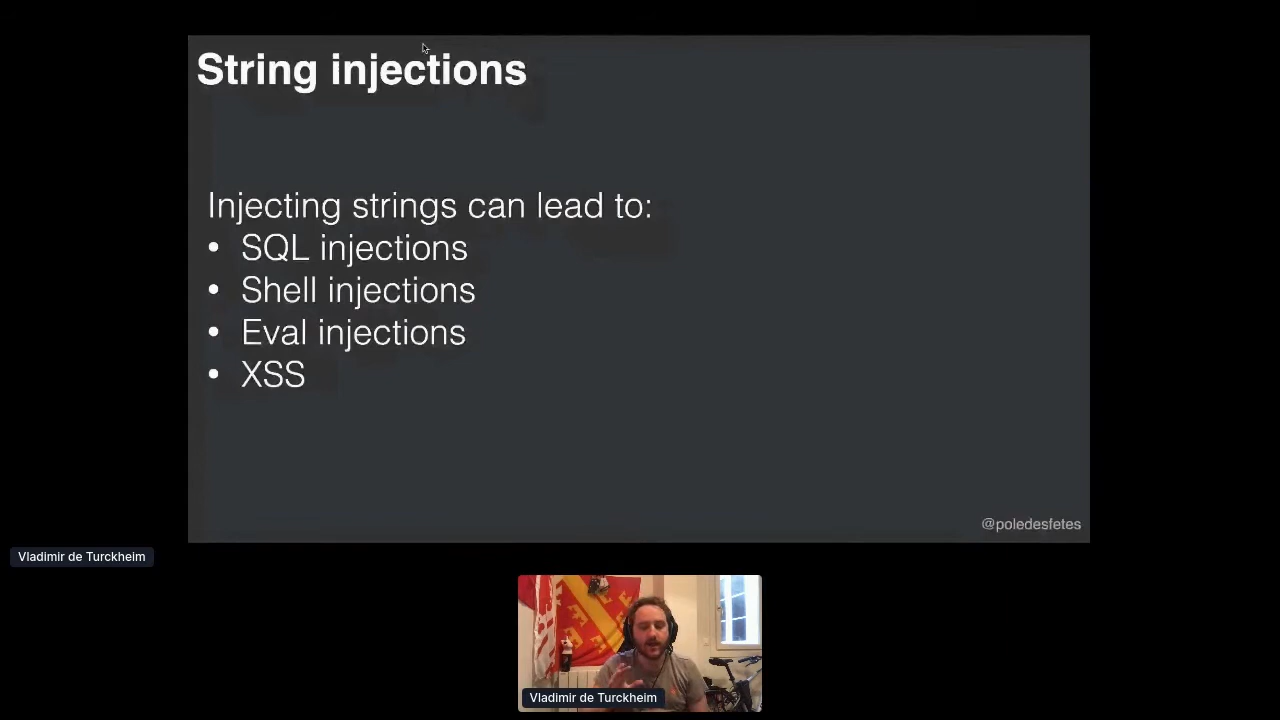 String injections
Injecting strings can lead to:
• SQL injections
• Shell injections
• Eval injections
• XSS
@poledesfetes
Vladimir de Turckheim
Vladimir de Turckheim